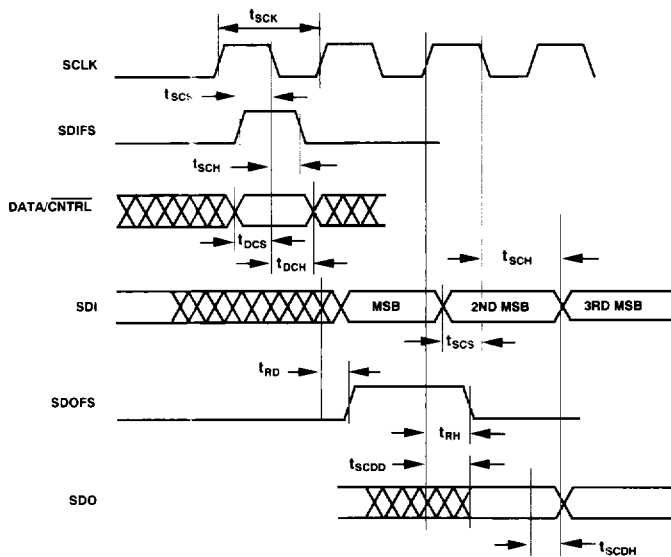 tSCK
SCLK
tSCS
SDIFS
tSCH
DATA/CNTRL
tDCS
tDCH
tSCH
SDI
MSB
2ND MSB
3RD MSB
tSCS
tRD
SDOFS
tRH
tSCDD
SDO
tSCDH